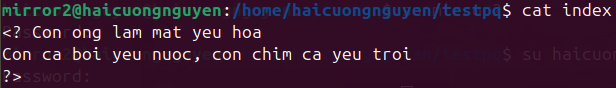 mirror2@haicuongnguyen:/home/haicuongnguyen/testpq$ cat index
<? Con ong lam mat yeu hoa
Con ca boi yeu nuoc, con chim ca yeu troi
?>